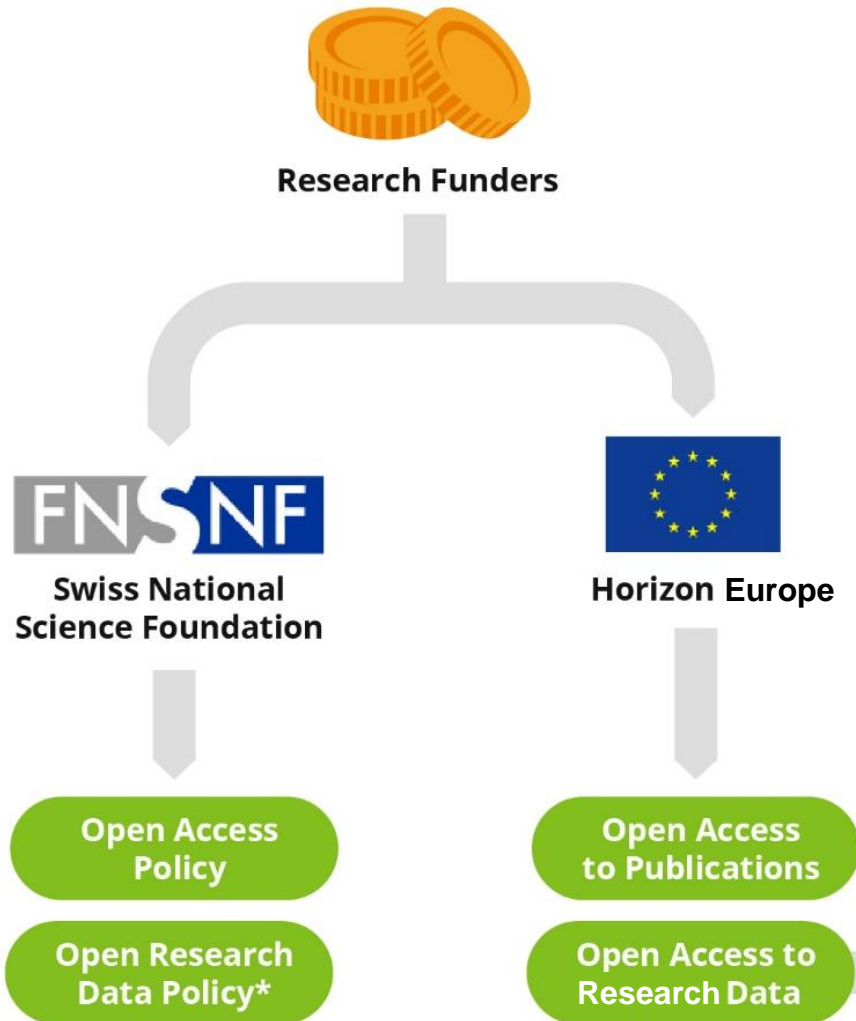 Research Funders
FNSNF
Swiss National
Science Foundation
Horizon Europe
Open Access
Policy
Open Access
to Publications
Open Research
Data Policy*
Open Access to
Research Data